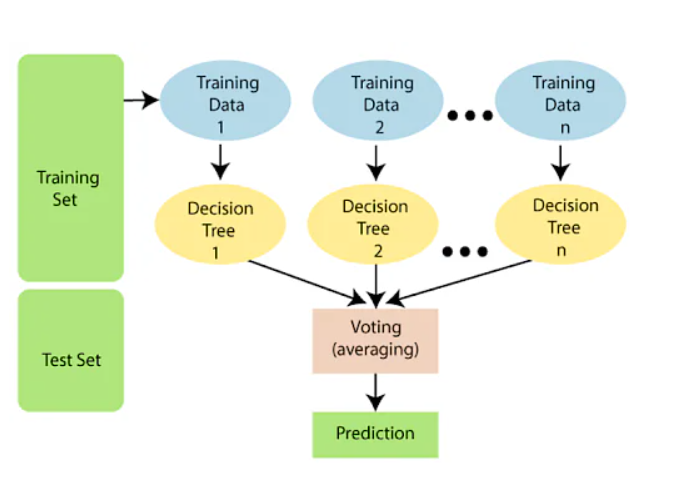 Training
Set
Training
Data
1
Training
Data
2
Training
Data
n
Decision
Tree
1
Decision
Tree
2
Decision
Tree
n
Test Set
Voting
(averaging)
Prediction